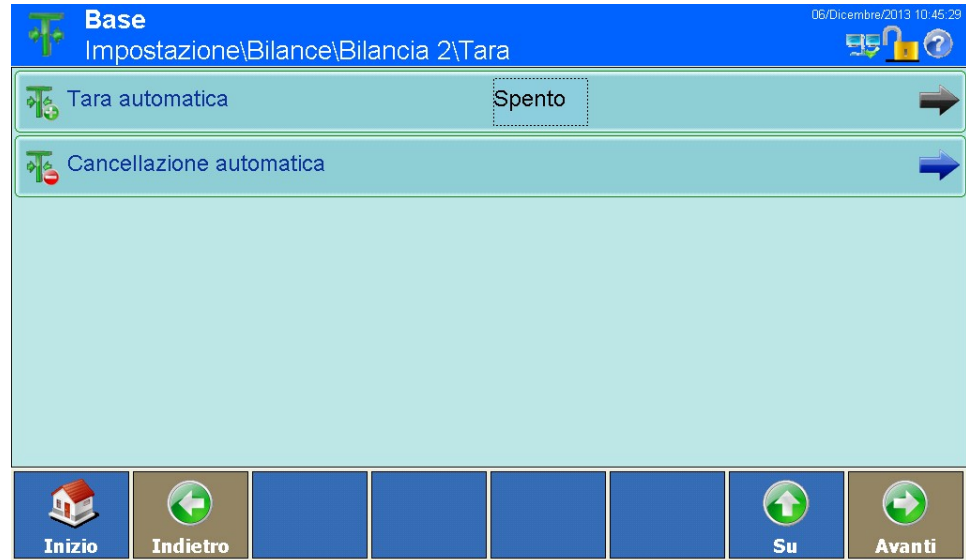 Base
06/Dicembre/2013 10:45:29
Impostazione\Bilance\Bilancia 2\Tara
Tara automatica Spento
Cancellazione automatica
Inizio Indietro Su Avanti